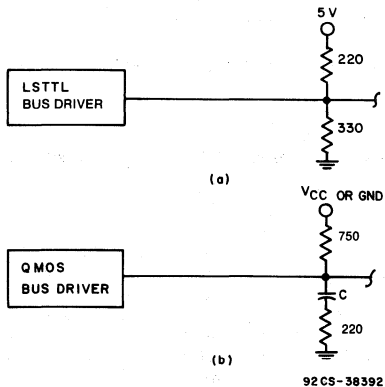 5 V
220
LSTTL
BUS DRIVER
330
(a)
VCC OR GND
750
QMOS
BUS DRIVER
C
220
(b)
92CS-38392